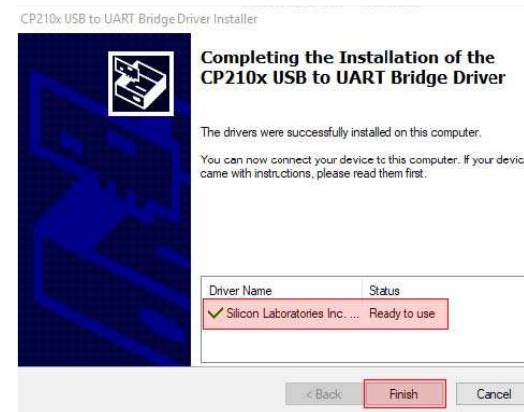 CP210x USB to UART Bridge Driver Installer
Completing the Installation of the
CP210x USB to UART Bridge Driver
The drivers were successfully installed on this computer.
You can now connect your device to this computer. If your devic
came with instructions, please read them first.
Driver Name Status
Silicon Laboratories Inc. ... Ready to use
< Back Finish Cancel